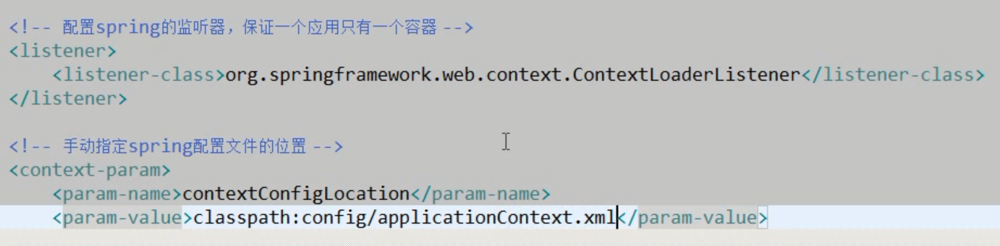 <!-- 配置spring的监听器，保证一个应用只有一个容器 -->
<listener>
<listener-class>org.springframework.web.context.ContextLoaderListener</listener-class>
</listener>
<!-- 手动指定spring配置文件的位置 -->
<context-param>
<param-name>contextConfigLocation</param-name>
<param-value>classpath:config/applicationContext.xml</param-value>